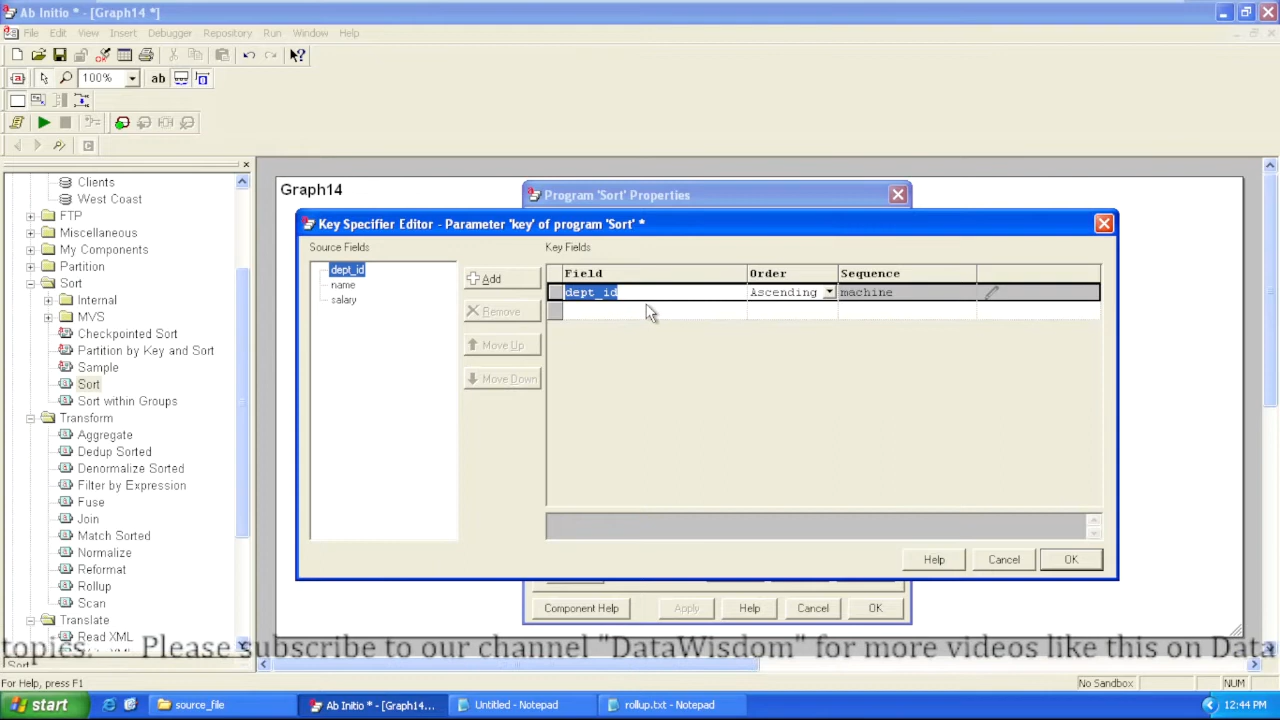 Ab Initio * - [Graph14 *]
File Edit View Insert Debugger Repository Run Window Help
100% ab
Clients
West Coast
FTP
Miscellaneous
My Components
Partition
Sort
Internal
MVS
Checkpointed Sort
Partition by Key and Sort
Sample
Sort
Sort within Groups
Transform
Aggregate
Dedup Sorted
Denormalize Sorted
Filter by Expression
Fuse
Join
Match Sorted
Normalize
Reformat
Rollup
Scan
Translate
Read XML
Graph14
Program 'Sort' Properties
Key Specifier Editor - Parameter 'key' of program 'Sort' *
Source Fields
Key Fields
dept_id
name
salary
Add
Remove
Move Up
Move Down
Field Order Sequence
dept_id Ascending machine
Help Cancel OK
Component Help Apply Help Cancel OK
topics. Please subscribe to our channel "DataWisdom" for more videos like this on Data
For Help, press F1
No Sandbox NUM
start source_file Ab Initio * - [Graph14... Untitled - Notepad rollup.txt - Notepad 12:44 PM